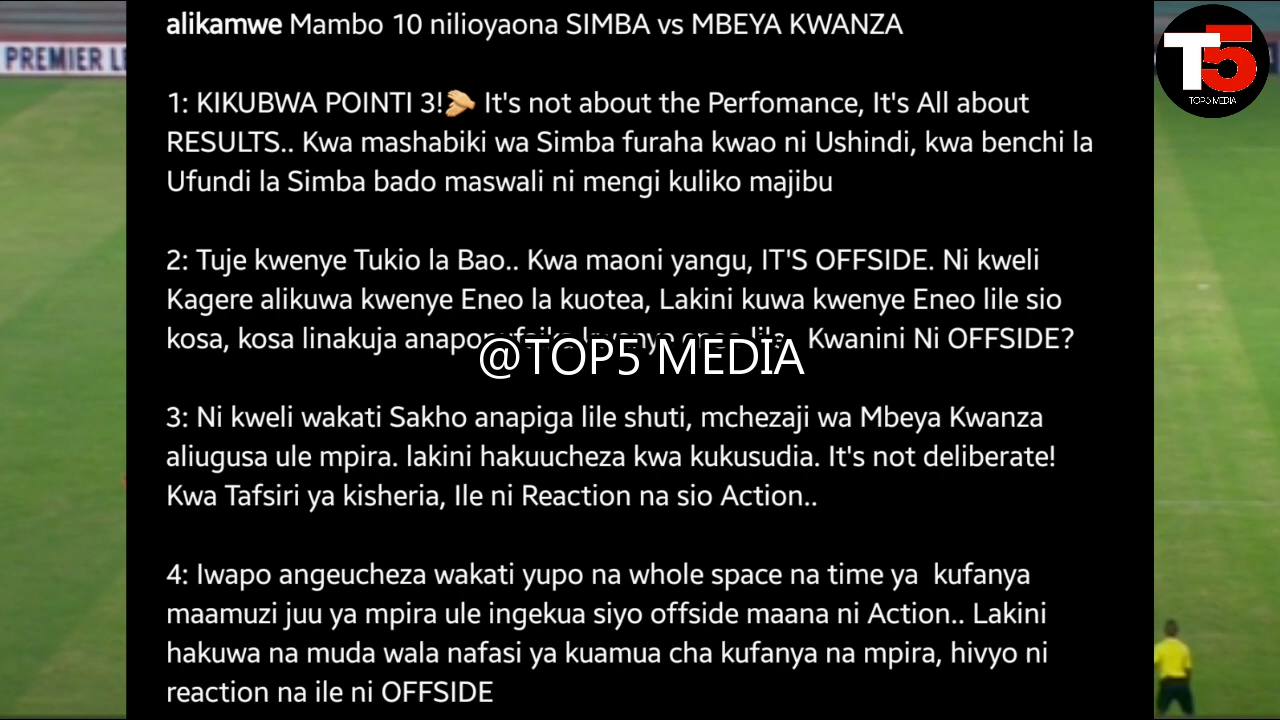 alikamwe Mambo 10 nilioyaona SIMBA vs MBEYA KWANZA
1: KIKUBWA POINTI 3!👏 It's not about the Perfomance, It's All about
RESULTS.. Kwa mashabiki wa Simba furaha kwao ni Ushindi, kwa benchi la
Ufundi la Simba bado maswali ni mengi kuliko majibu
2: Tuje kwenye Tukio la Bao.. Kwa maoni yangu, IT'S OFFSIDE. Ni kweli
Kagere alikuwa kwenye Eneo la kuotea, Lakini kuwa kwenye Eneo lile sio
kosa, kosa linakuja Kwanini Ni OFFSIDE?
@TOP5 MEDIA
3: Ni kweli wakati Sakho anapiga lile shuti, mchezaji wa Mbeya Kwanza
aliugusa ule mpira. lakini hakuucheza kwa kukusudia. It's not deliberate!
Kwa Tafsiri ya kisheria, Ile ni Reaction na sio Action..
4: Iwapo angeucheza wakati yupo na whole space na time ya kufanya
maamuzi juu ya mpira ule ingekua siyo offside maana ni Action.. Lakini
hakuwa na muda wala nafasi ya kuamua cha kufanya na mpira, hivyo ni
reaction na ile ni OFFSIDE
PREMIER
T5
TOP5 MEDIA